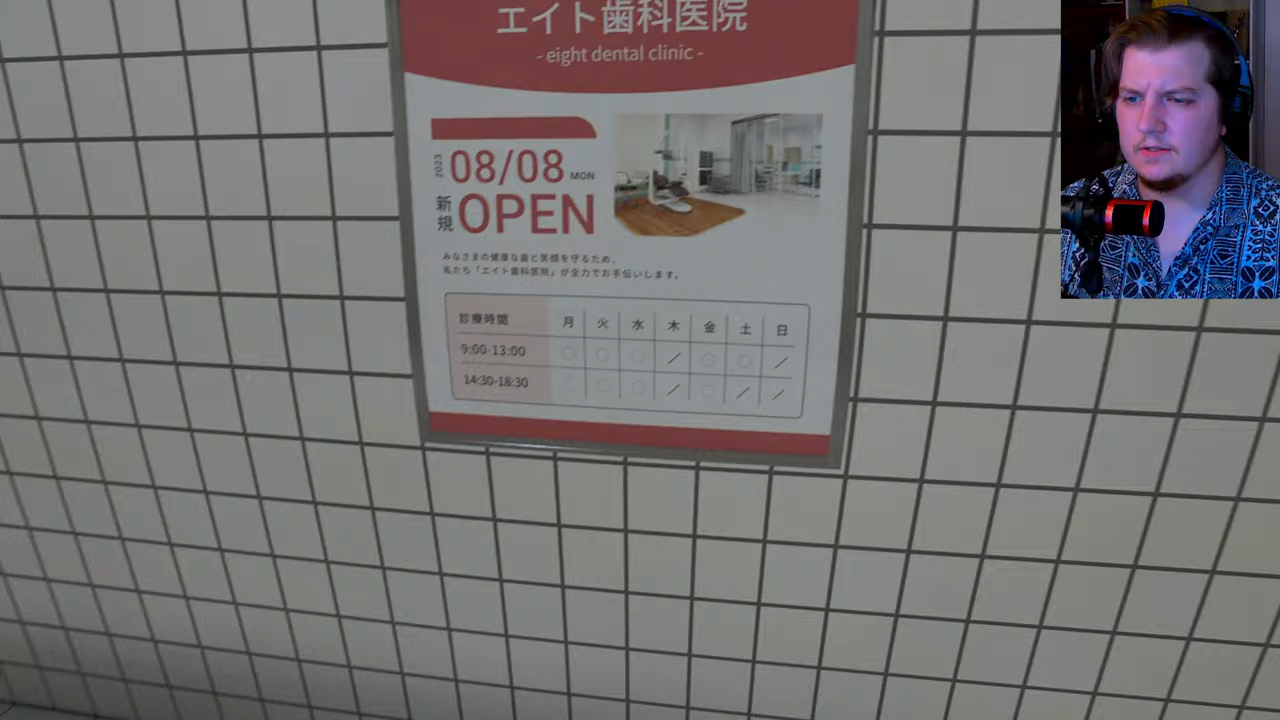 エイト歯科医院
- eight dental clinic -
2023
08/08 MON
新規
OPEN
みなさまの健康な歯と笑顔を守るため、
私たち「エイト歯科医院」が全力でお手伝いします。
診療時間 月 火 水 木 金 土 日
9:00-13:00 ○ ○ ○ / ○ ○ /
14:30-18:30 ○ ○ ○ / ○ / /